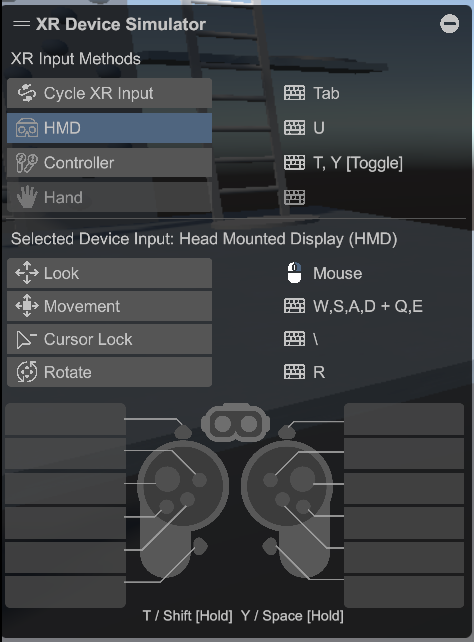 XR Device Simulator
XR Input Methods
Cycle XR Input Tab
HMD U
Controller T, Y [Toggle]
Hand
Selected Device Input: Head Mounted Display (HMD)
Look Mouse
Movement W,S,A,D + Q,E
Cursor Lock \
Rotate R
T / Shift [Hold] Y / Space [Hold]